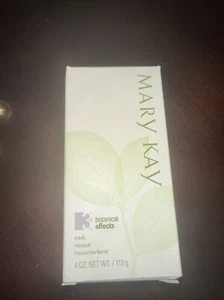 MARY KAY
3
botanical
effects
mask
masque
mascarilla facial
4 OZ. NET WT. / 113 g